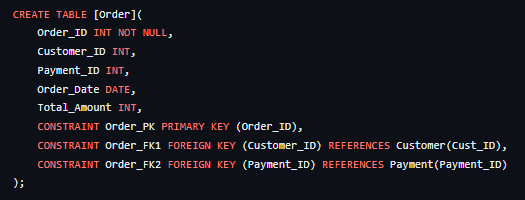 CREATE TABLE [Order](
    Order_ID INT NOT NULL,
    Customer_ID INT,
    Payment_ID INT,
    Order_Date DATE,
    Total_Amount INT,
    CONSTRAINT Order_PK PRIMARY KEY (Order_ID),
    CONSTRAINT Order_FK1 FOREIGN KEY (Customer_ID) REFERENCES Customer(Cust_ID),
    CONSTRAINT Order_FK2 FOREIGN KEY (Payment_ID) REFERENCES Payment(Payment_ID)
);